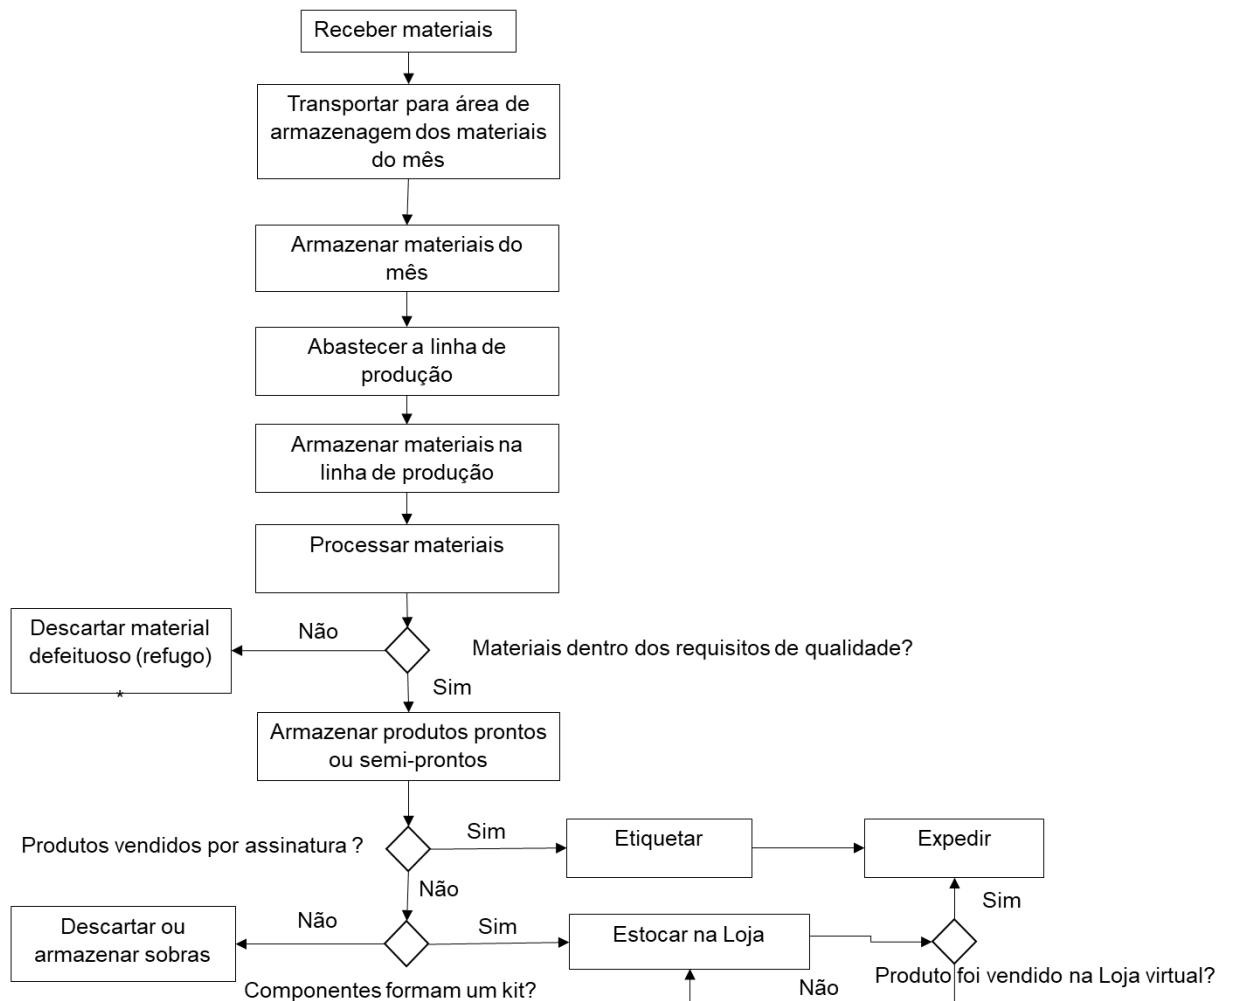 Receber materiais
Transportar para área de
armazenagem dos materiais
do mês
Armazenar materiais do
mês
Abastecer a linha de
produção
Armazenar materiais na
linha de produção
Processar materiais
Descartar material
defeituoso (refugo)
*
Não
Materiais dentro dos requisitos de qualidade?
Sim
Armazenar produtos prontos
ou semi-prontos
Produtos vendidos por assinatura ?
Sim
Etiquetar
Expedir
Não
Sim
Descartar ou
armazenar sobras
Não
Sim
Estocar na Loja
Produto foi vendido na Loja virtual?
Componentes formam um kit?
Não